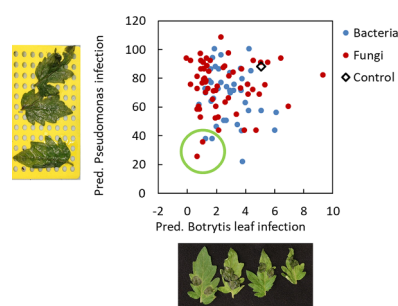 120
100
80
60
40
20
0
-2 0 2 4 6 8 10
Pred. Pseudomonas infection
Pred. Botrytis leaf infection
Bacteria
Fungi
Control